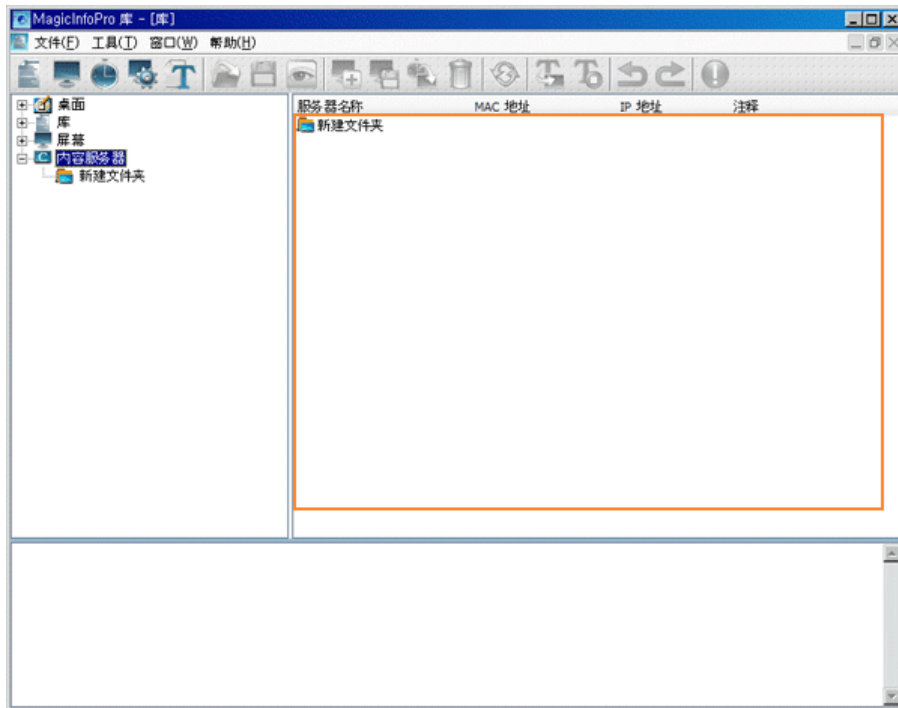 MagicInfoPro 库 - [库]
文件(F) 工具(T) 窗口(W) 帮助(H)
桌面
库
屏幕
内容服务器
新建文件夹
服务器名称 MAC 地址 IP 地址 注释
新建文件夹